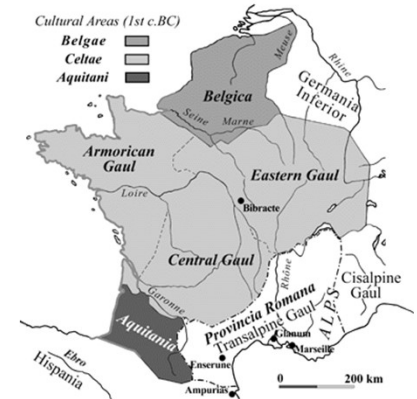 Cultural Areas (1st c.BC)
Belgae
Celtae
Aquitani
Meuse
Rhine
Germania
Inferior
Belgica
Seine
Marne
Armorican
Gaul
Eastern Gaul
Loire
Bibracte
Central Gaul
Rhône
Cisalpine
Gaul
ALPS
Garonne
Provincia Romana
Transalpine Gaul
Aquitania
Glanum
Marseille
Enserune
Ebro
Hispania
Ampurias
0 200 km